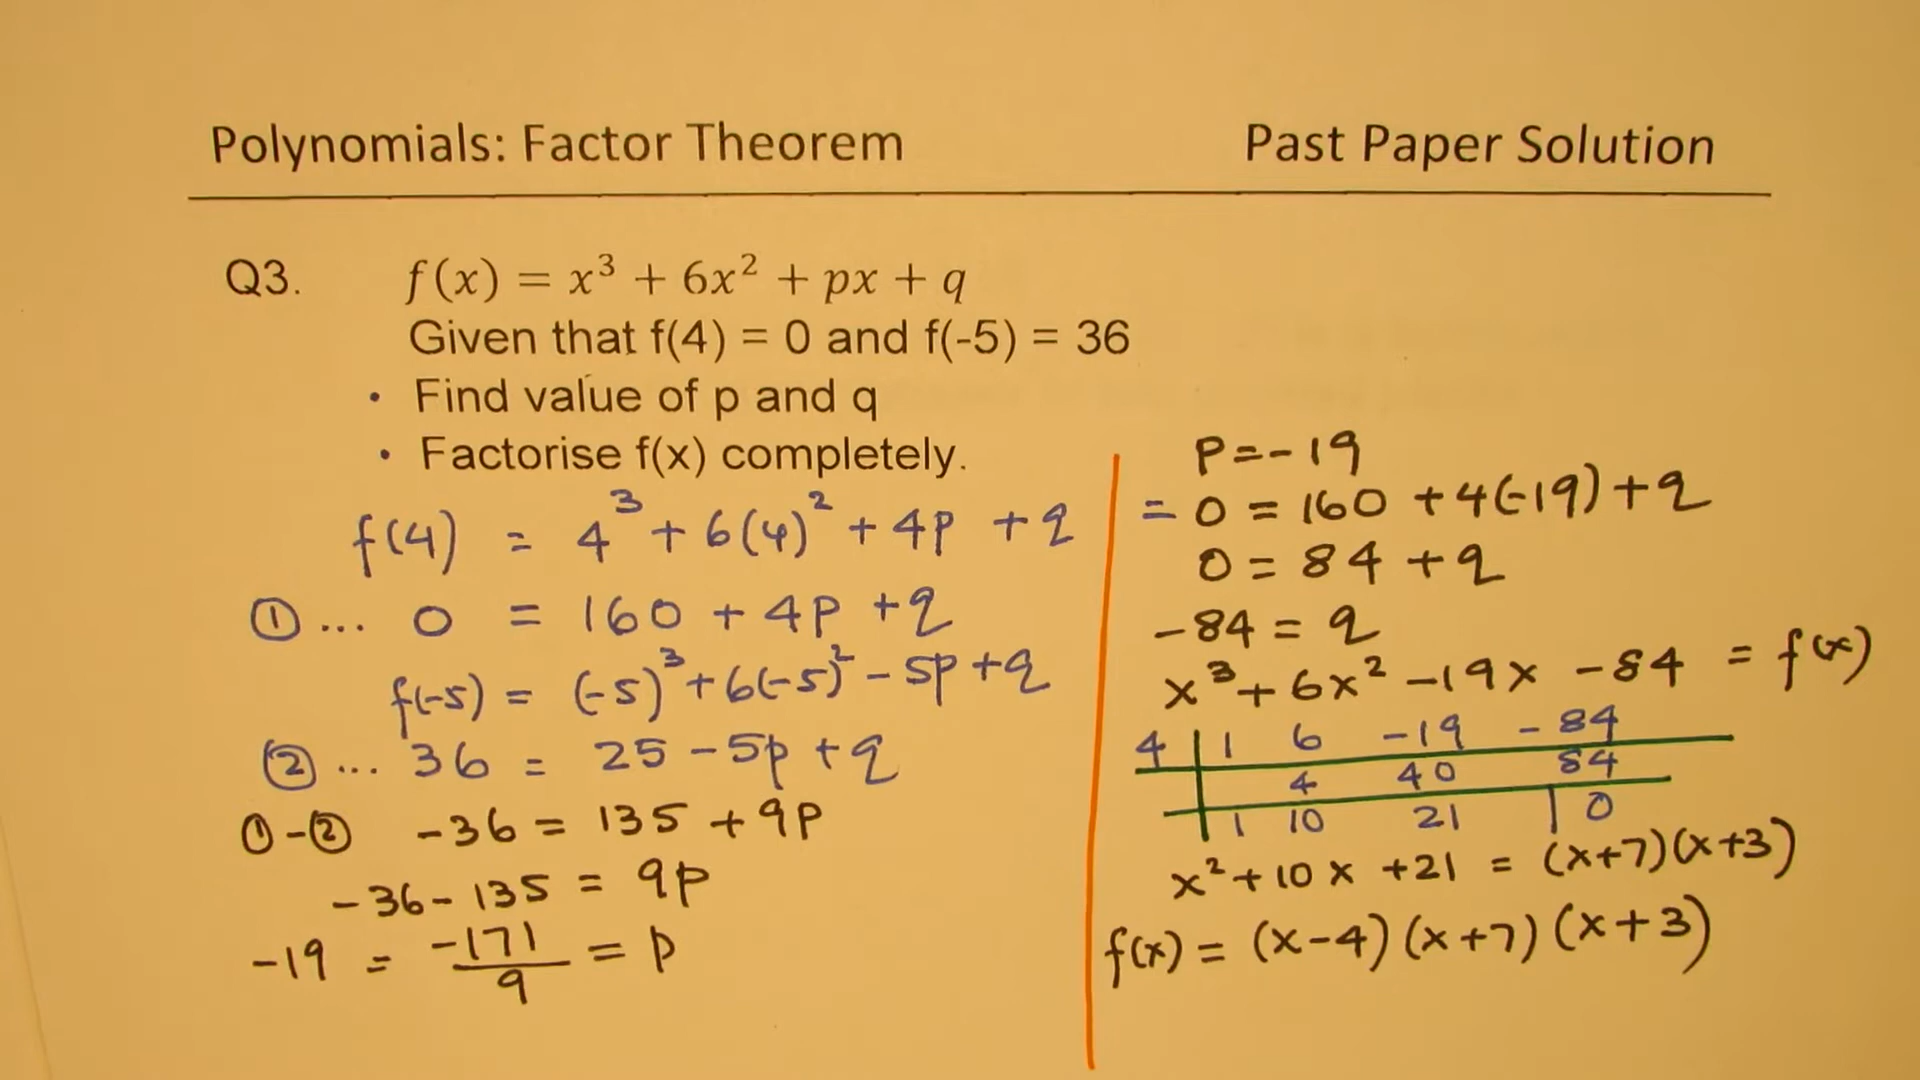 Polynomials: Factor Theorem Past Paper Solution
Q3. f(x) = x³ + 6x² + px + q
Given that f(4) = 0 and f(-5) = 36
• Find value of p and q
• Factorise f(x) completely.
f(4) = 4³ + 6(4)² + 4p + q
① ... 0 = 160 + 4p + q
f(-5) = (-5)³ + 6(-5)² - 5p + q
② ... 36 = 25 - 5p + q
① - ② -36 = 135 + 9p
-36 - 135 = 9p
-19 = -171/9 = p
P = -19
= 0 = 160 + 4(-19) + q
0 = 84 + q
-84 = q
x³ + 6x² - 19x - 84 = f(x)
4 | 1 6 -19 -84
4 40 84
1 10 21 | 0
x² + 10x + 21 = (x+7)(x+3)
f(x) = (x-4)(x+7)(x+3)